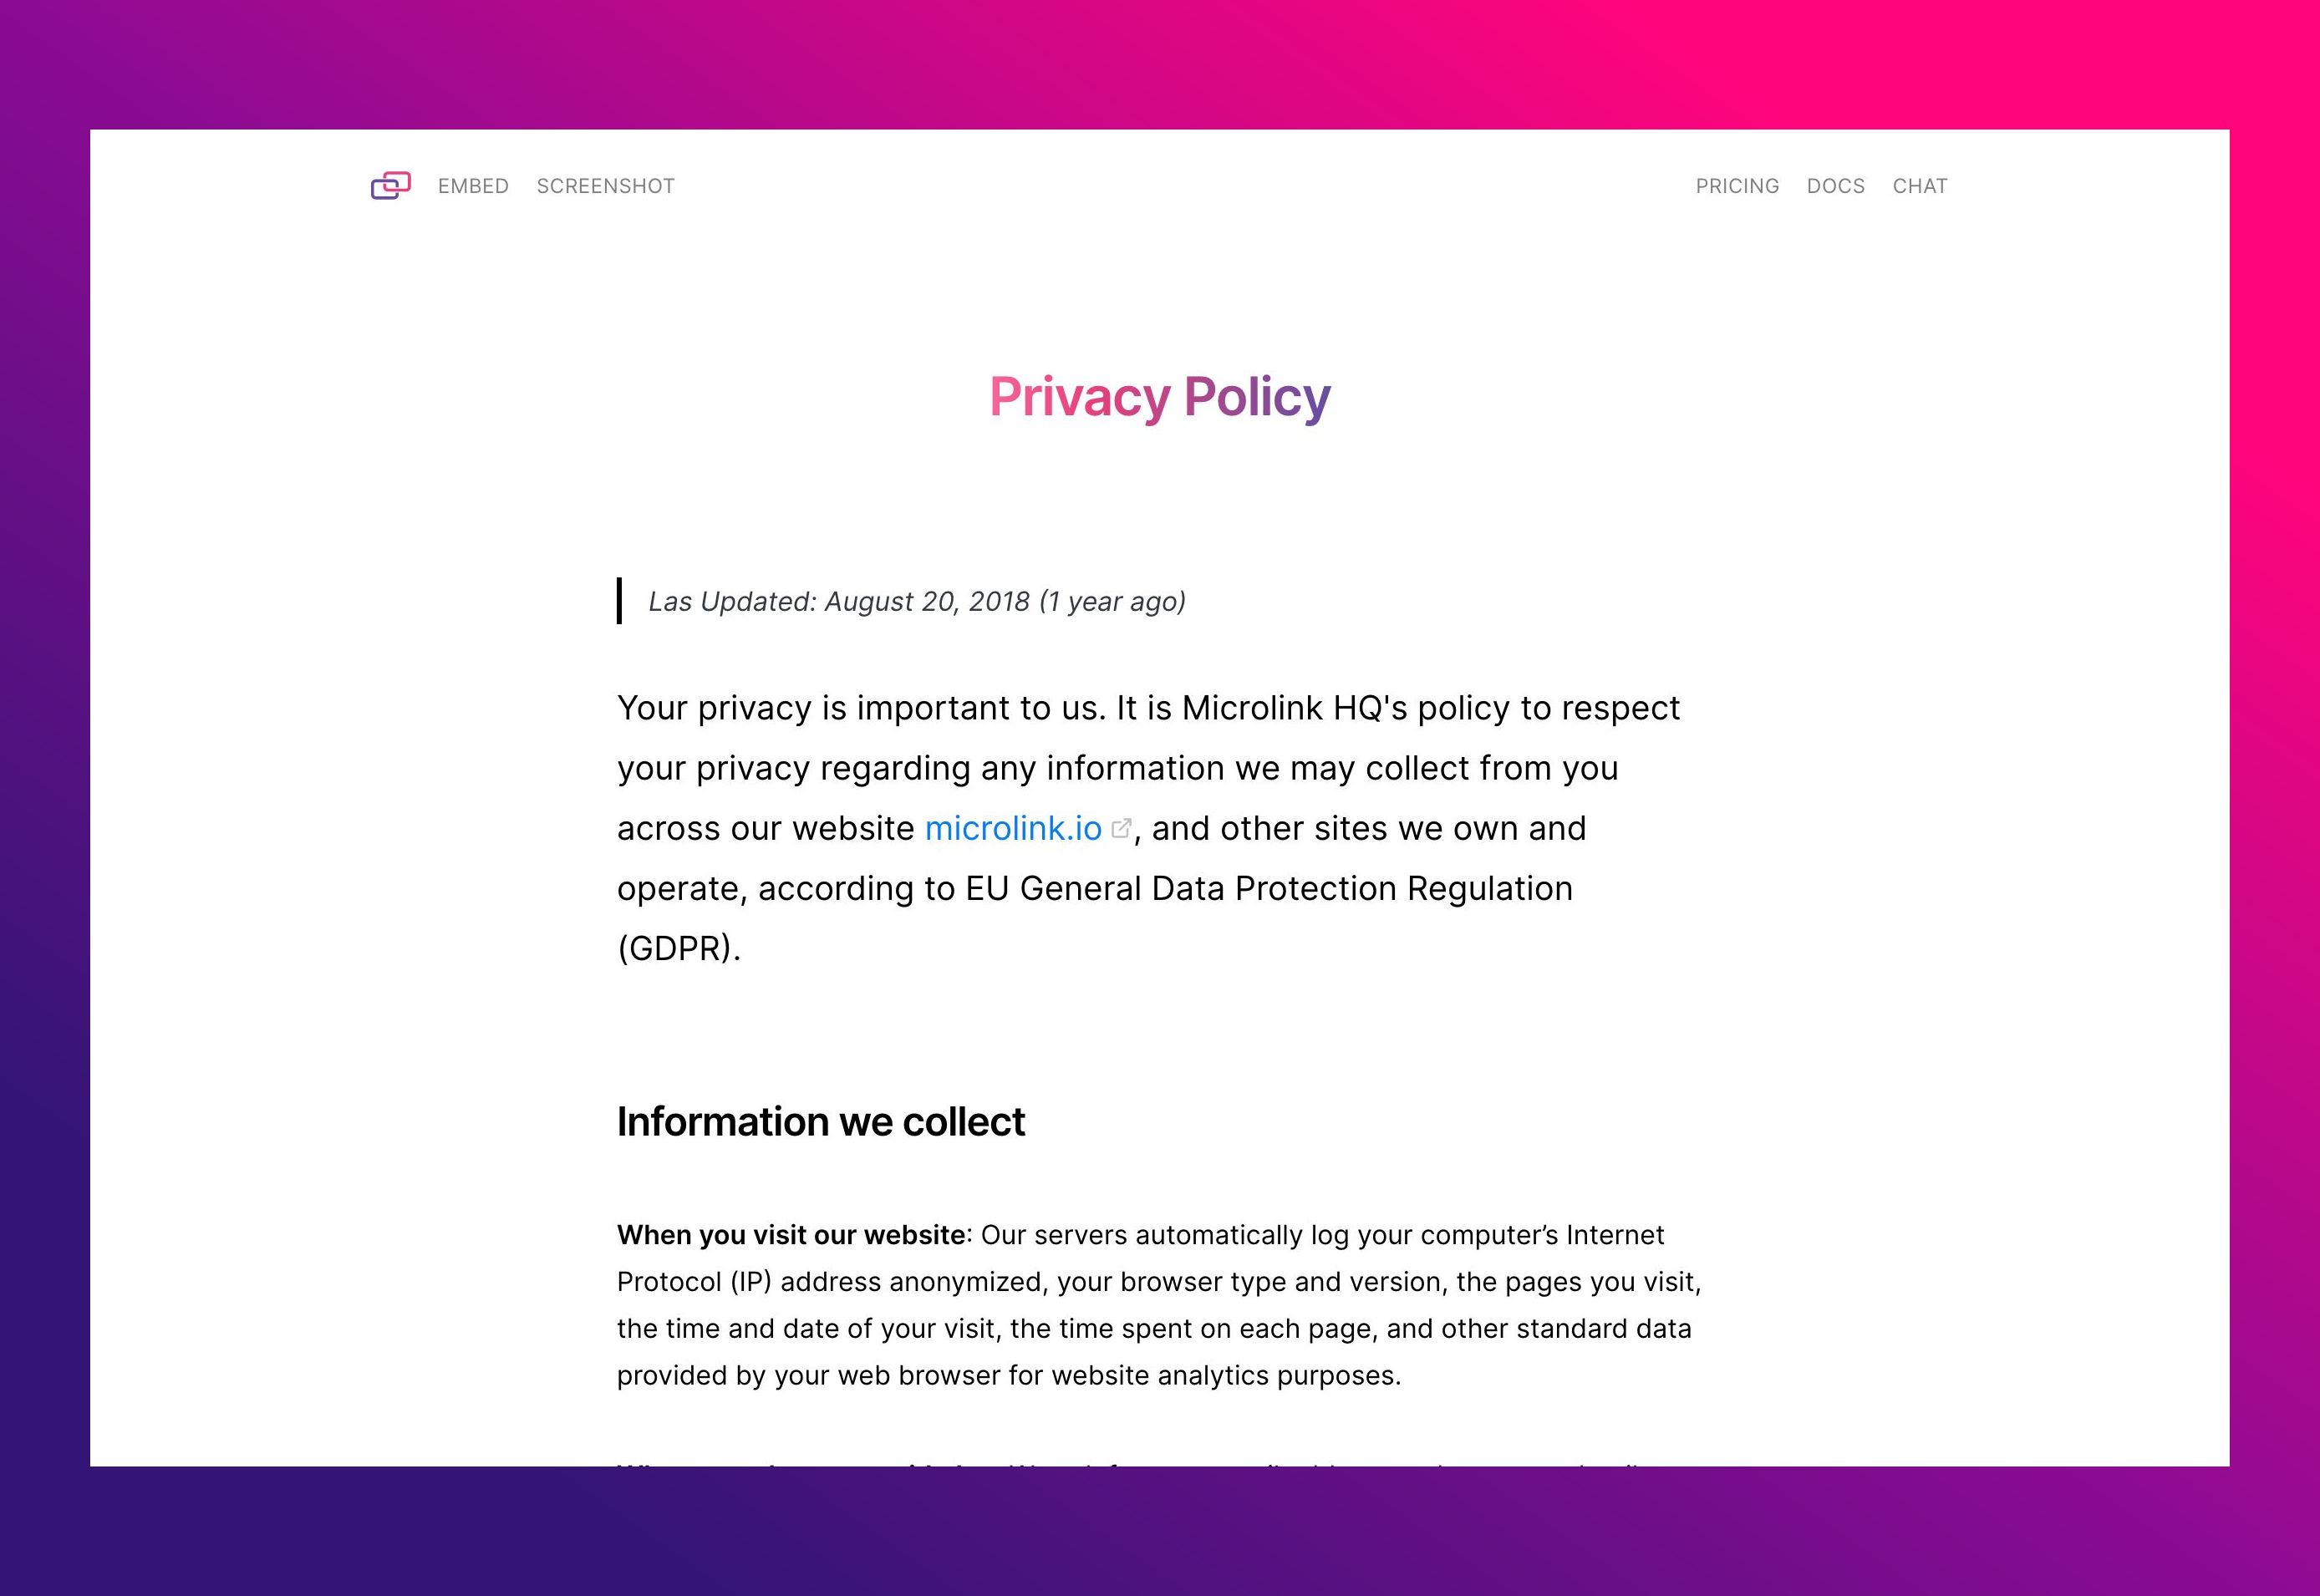 EMBED SCREENSHOT PRICING DOCS CHAT
Privacy Policy
Las Updated: August 20, 2018 (1 year ago)
Your privacy is important to us. It is Microlink HQ's policy to respect
your privacy regarding any information we may collect from you
across our website microlink.io, and other sites we own and
operate, according to EU General Data Protection Regulation
(GDPR).
Information we collect
When you visit our website: Our servers automatically log your computer’s Internet
Protocol (IP) address anonymized, your browser type and version, the pages you visit,
the time and date of your visit, the time spent on each page, and other standard data
provided by your web browser for website analytics purposes.